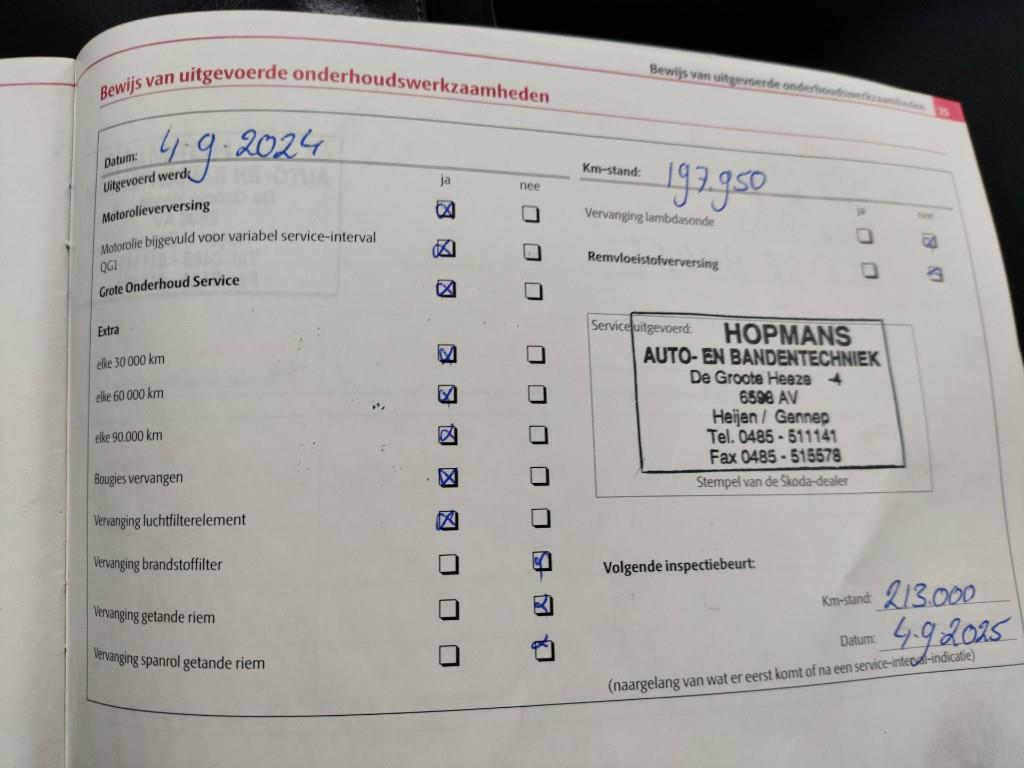 Bewijs van uitgevoerde onderhoudswerkzaamheden 25
Bewijs van uitgevoerde onderhoudswerkzaamheden
Datum: 4.9.2024
Uitgevoerd werd: ja nee
Motorolieverversing
Motorolie bijgevuld voor variabel service-interval
QG1
Grote Onderhoud Service
Extra
elke 30 000 km
elke 60 000 km
elke 90.000 km
Bougies vervangen
Vervanging luchtfilterelement
Vervanging brandstoffilter
Vervanging getande riem
Vervanging spanrol getande riem
Km-stand: 197.950
ja nee
Vervanging lambdasonde
Remvloeistofverversing
Service uitgevoerd:
HOPMANS
AUTO- EN BANDENTECHNIEK
De Groote Heeze -4
6598 AV
Heijen / Gennep
Tel. 0485 - 511141
Fax 0485 - 515578
Stempel van de Škoda-dealer
Volgende inspectiebeurt:
Km-stand: 213.000
Datum: 4.9.2025
(naargelang van wat er eerst komt of na een service-interval-indicatie)